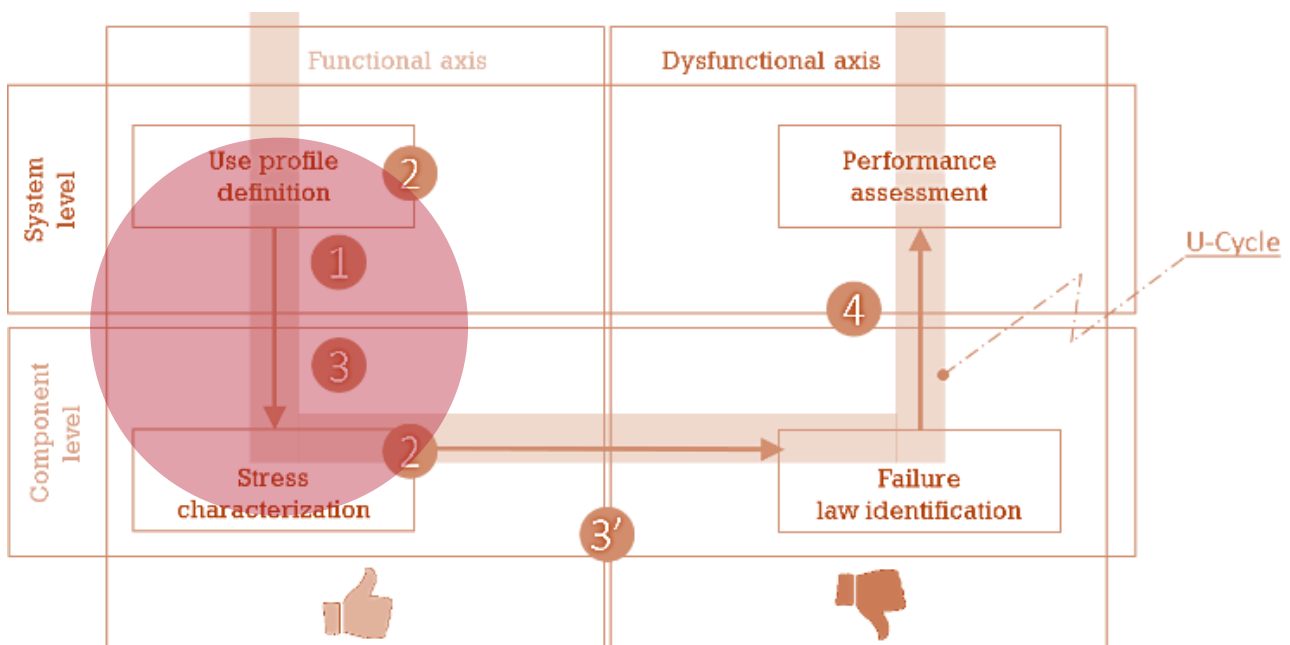 Functional axis
Dysfunctional axis
System
level
Use profile
definition
2
Performance
assessment
1
U-Cycle
4
Component
level
3
2
Stress
characterization
Failure
law identification
3’